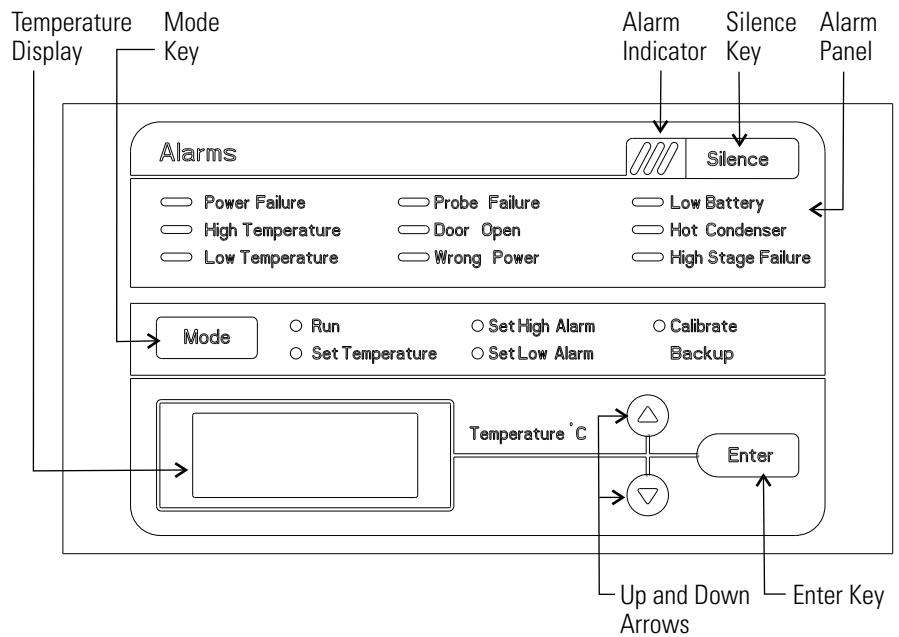 Temperature Display
Mode Key
Alarm Indicator
Silence Key
Alarm Panel
Alarms
Silence
Power Failure
Probe Failure
Low Battery
High Temperature
Door Open
Hot Condenser
Low Temperature
Wrong Power
High Stage Failure
Mode
Run
Set High Alarm
Calibrate
Set Temperature
Set Low Alarm
Backup
Temperature °C
Enter
Up and Down Arrows
Enter Key